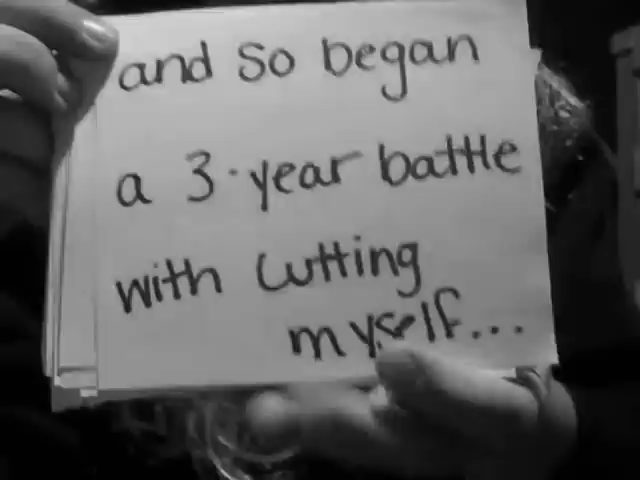 and so began
a 3-year battle
with cutting
myself...